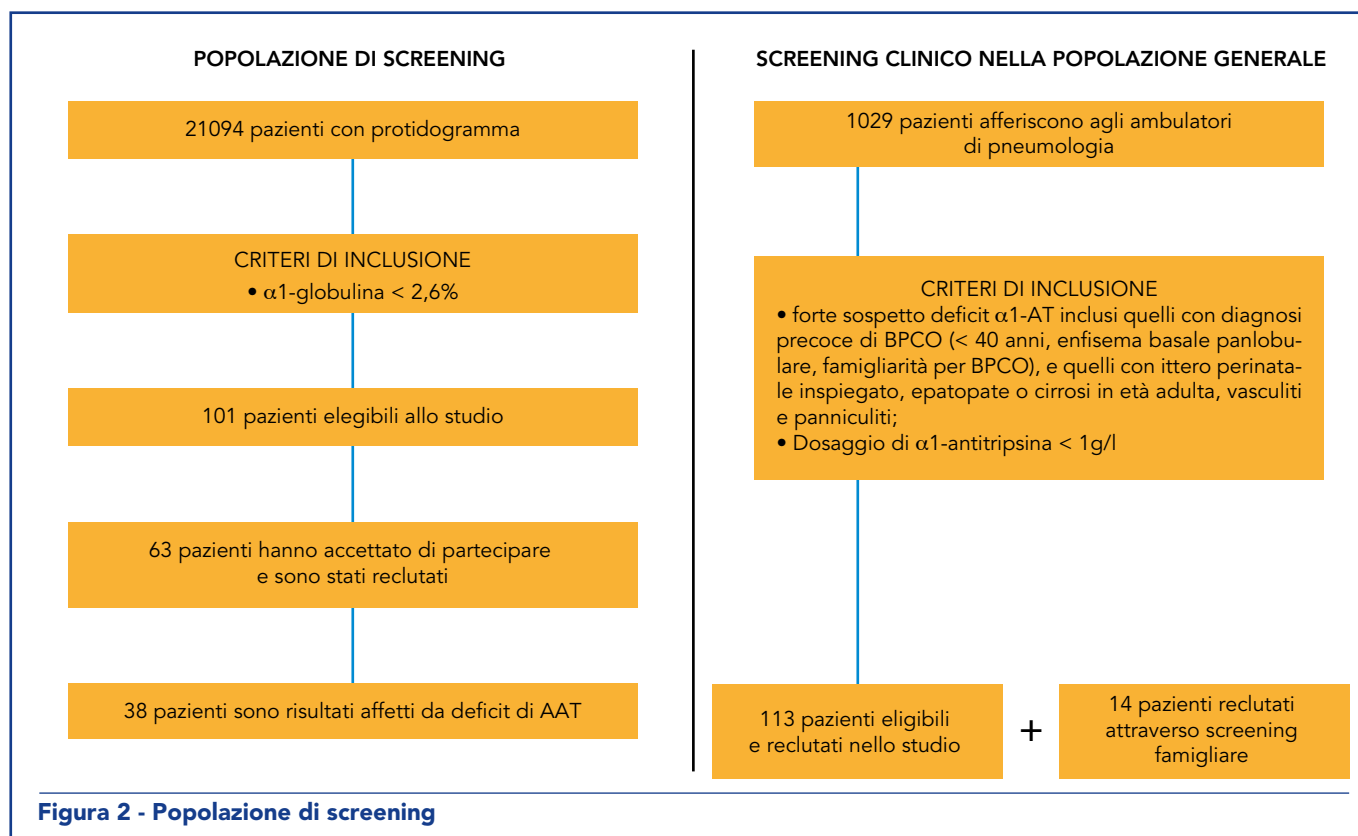 POPOLAZIONE DI SCREENING
21094 pazienti con protidogramma
CRITERI DI INCLUSIONE
• α1-globulina < 2,6%
101 pazienti elegibili allo studio
63 pazienti hanno accettato di partecipare
e sono stati reclutati
38 pazienti sono risultati affetti da deficit di AAT
SCREENING CLINICO NELLA POPOLAZIONE GENERALE
1029 pazienti afferiscono agli ambulatori
di pneumologia
CRITERI DI INCLUSIONE
• forte sospetto deficit α1-AT inclusi quelli con diagnosi
precoce di BPCO (< 40 anni, enfisema basale panlobu-
lare, famigliarità per BPCO), e quelli con ittero perinata-
le inspiegato, epatopate o cirrosi in età adulta, vasculiti
e panniculiti;
• Dosaggio di α1-antitripsina < 1g/l
113 pazienti eligibili
e reclutati nello studio
+
14 pazienti reclutati
attraverso screening
famigliare
Figura 2 - Popolazione di screening